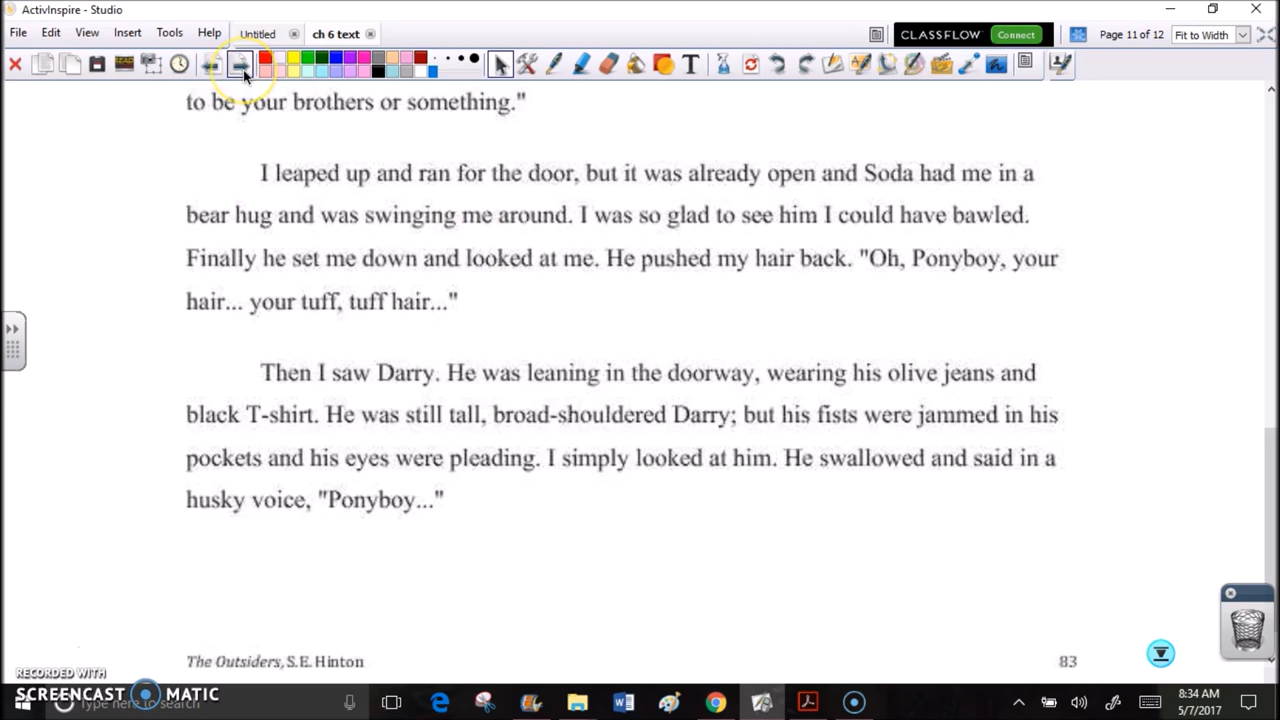 ActivInspire - Studio
File Edit View Insert Tools Help Untitled ch 6 text CLASSFLOW Connect Page 11 of 12 Fit to Width
to be your brothers or something."
I leaped up and ran for the door, but it was already open and Soda had me in a
bear hug and was swinging me around. I was so glad to see him I could have bawled.
Finally he set me down and looked at me. He pushed my hair back. "Oh, Ponyboy, your
hair... your tuff, tuff hair..."
Then I saw Darry. He was leaning in the doorway, wearing his olive jeans and
black T-shirt. He was still tall, broad-shouldered Darry; but his fists were jammed in his
pockets and his eyes were pleading. I simply looked at him. He swallowed and said in a
husky voice, "Ponyboy..."
The Outsiders, S.E. Hinton 83
RECORDED WITH
SCREENCAST MATIC
Type here to search
8:34 AM
5/7/2017